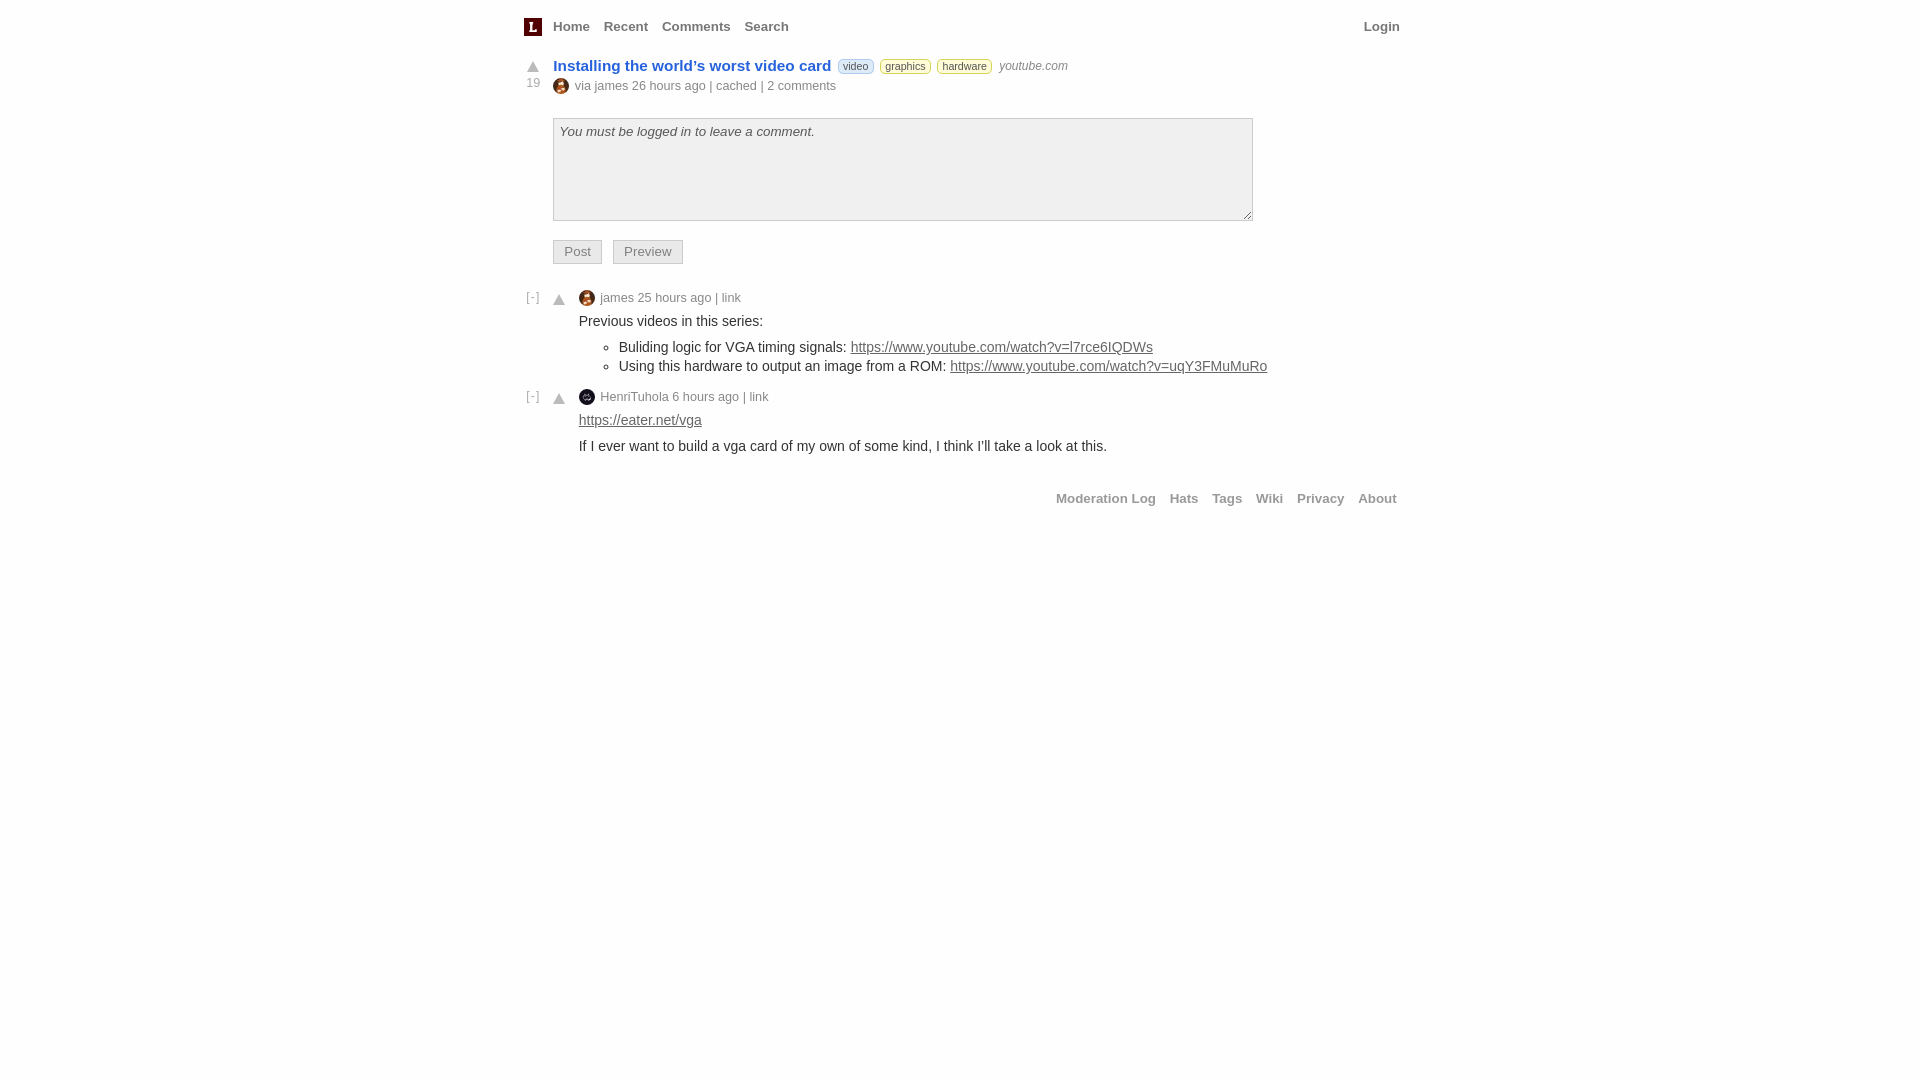 L Home Recent Comments Search Login
Installing the world’s worst video card video graphics hardware youtube.com
19
via james 26 hours ago | cached | 2 comments
You must be logged in to leave a comment.
Post Preview
[-] james 25 hours ago | link
Previous videos in this series:
Buliding logic for VGA timing signals: https://www.youtube.com/watch?v=l7rce6IQDWs
Using this hardware to output an image from a ROM: https://www.youtube.com/watch?v=uqY3FMuMuRo
[-] HenriTuhola 6 hours ago | link
https://eater.net/vga
If I ever want to build a vga card of my own of some kind, I think I’ll take a look at this.
Moderation Log Hats Tags Wiki Privacy About